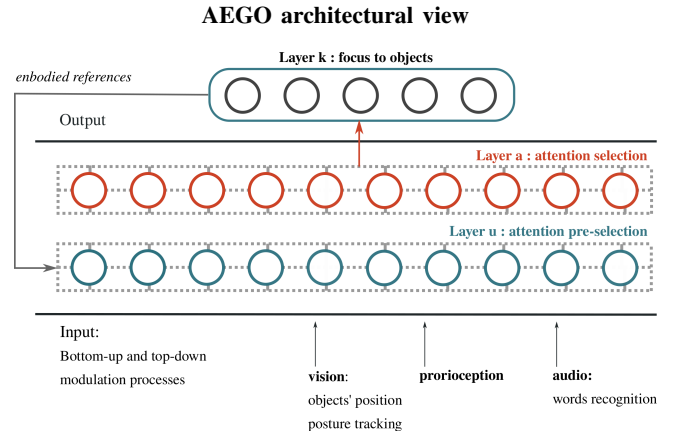 AEGO architectural view
Layer k : focus to objects
enbodied references
Output
Layer a : attention selection
Layer u : attention pre-selection
Input:
Bottom-up and top-down
modulation processes
vision:
objects' position
posture tracking
prorioception
audio:
words recognition